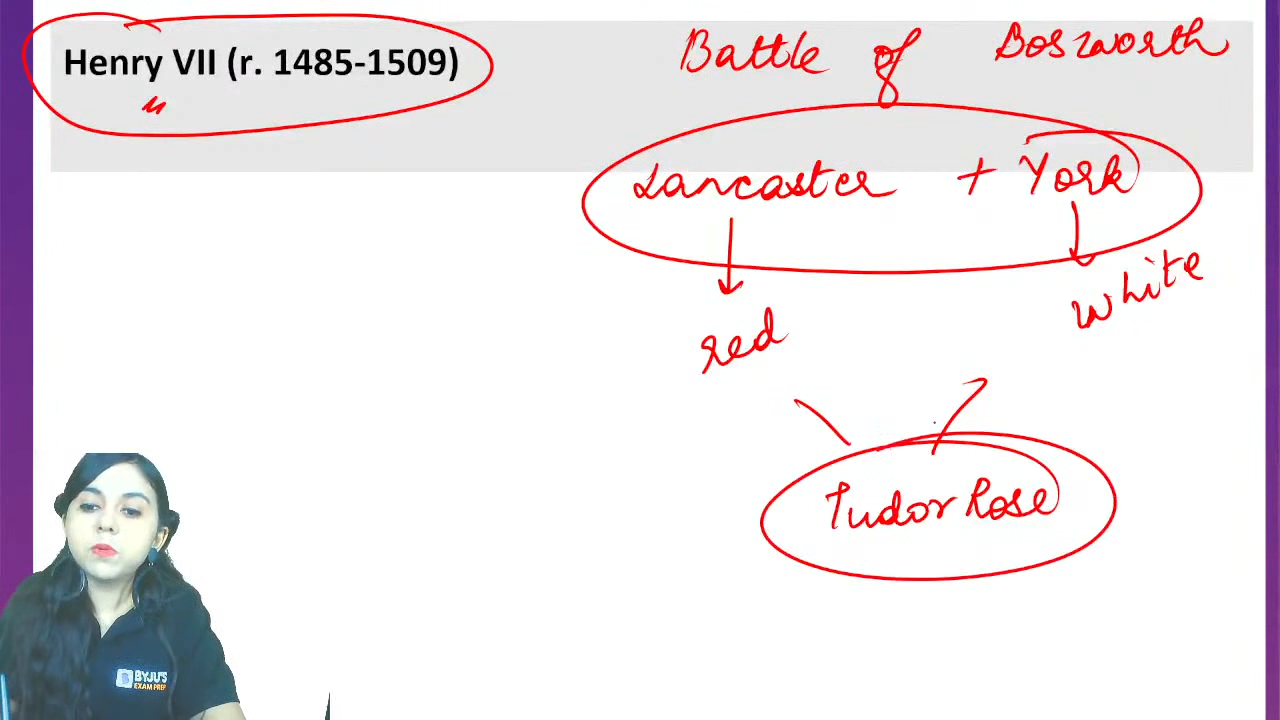 Henry VII (r. 1485-1509)
Battle of Bosworth
Lancaster + York
red
white
Tudor Rose
BYJU'S
EXAM PREP